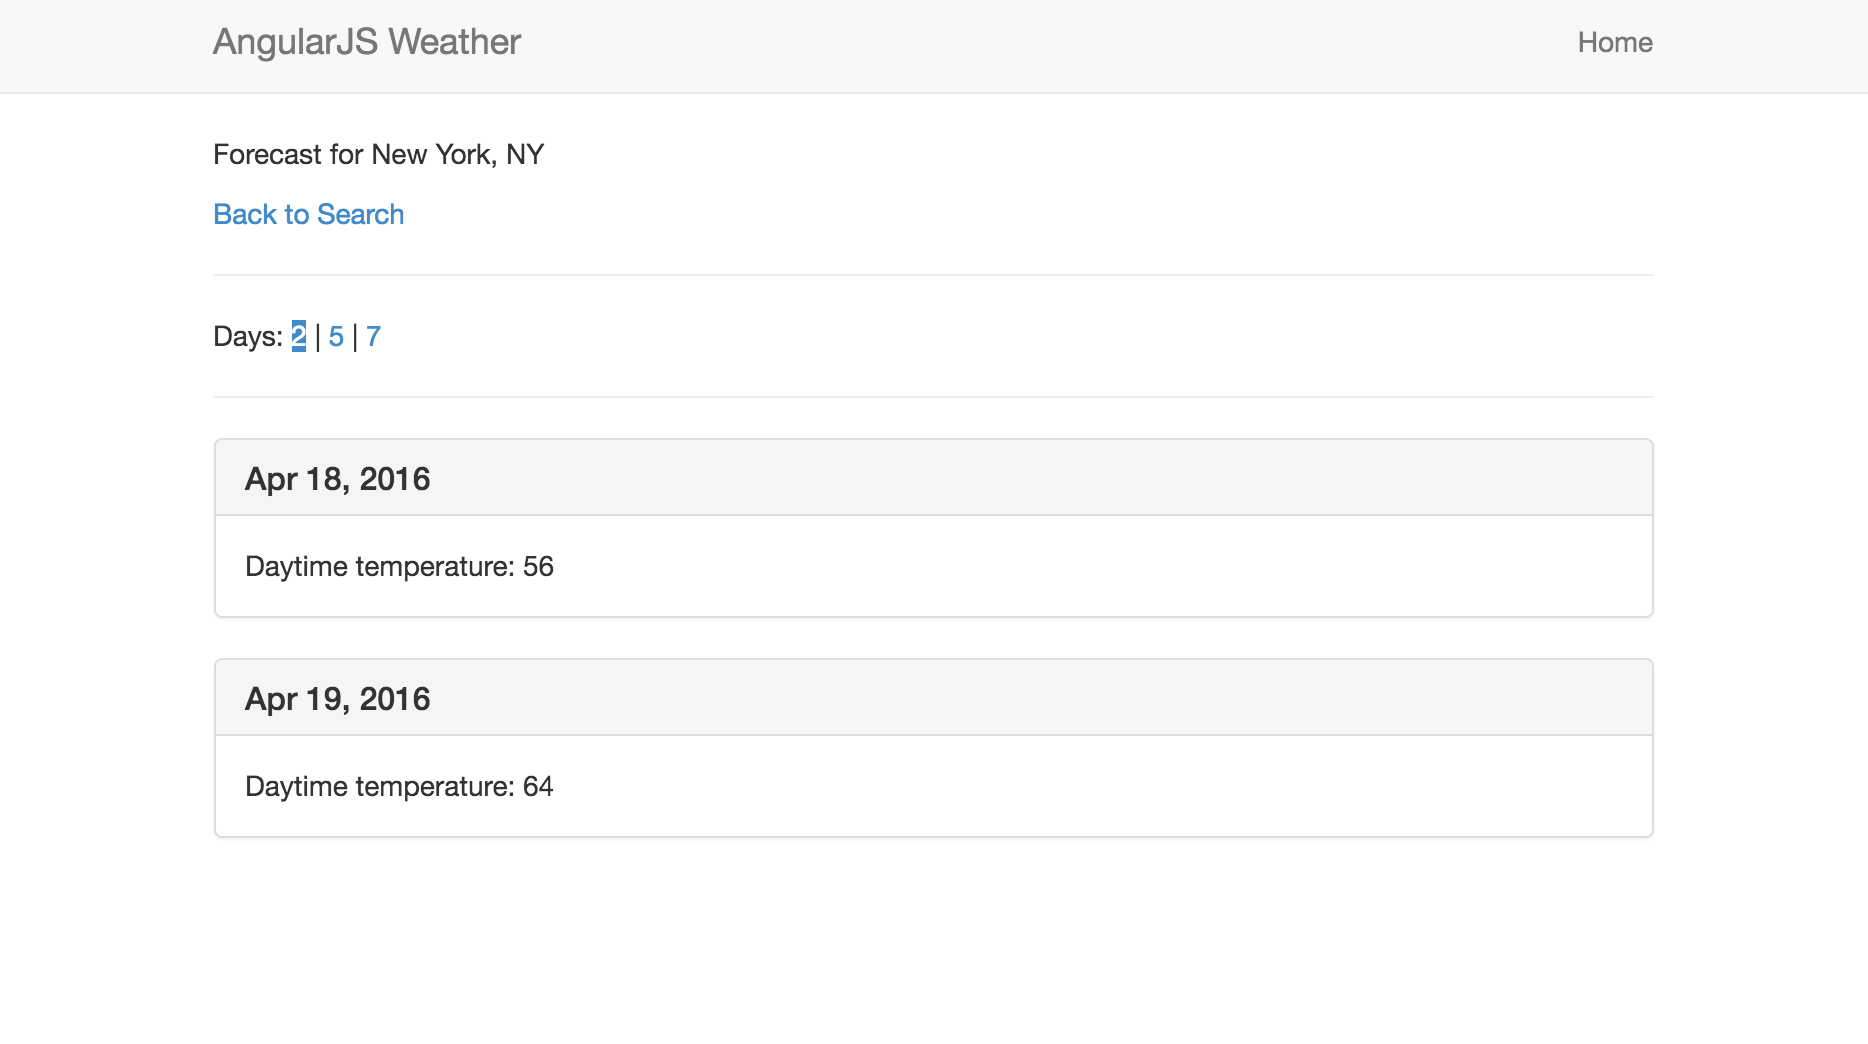 AngularJS Weather Home
Forecast for New York, NY
Back to Search
Days: 2 | 5 | 7
Apr 18, 2016
Daytime temperature: 56
Apr 19, 2016
Daytime temperature: 64